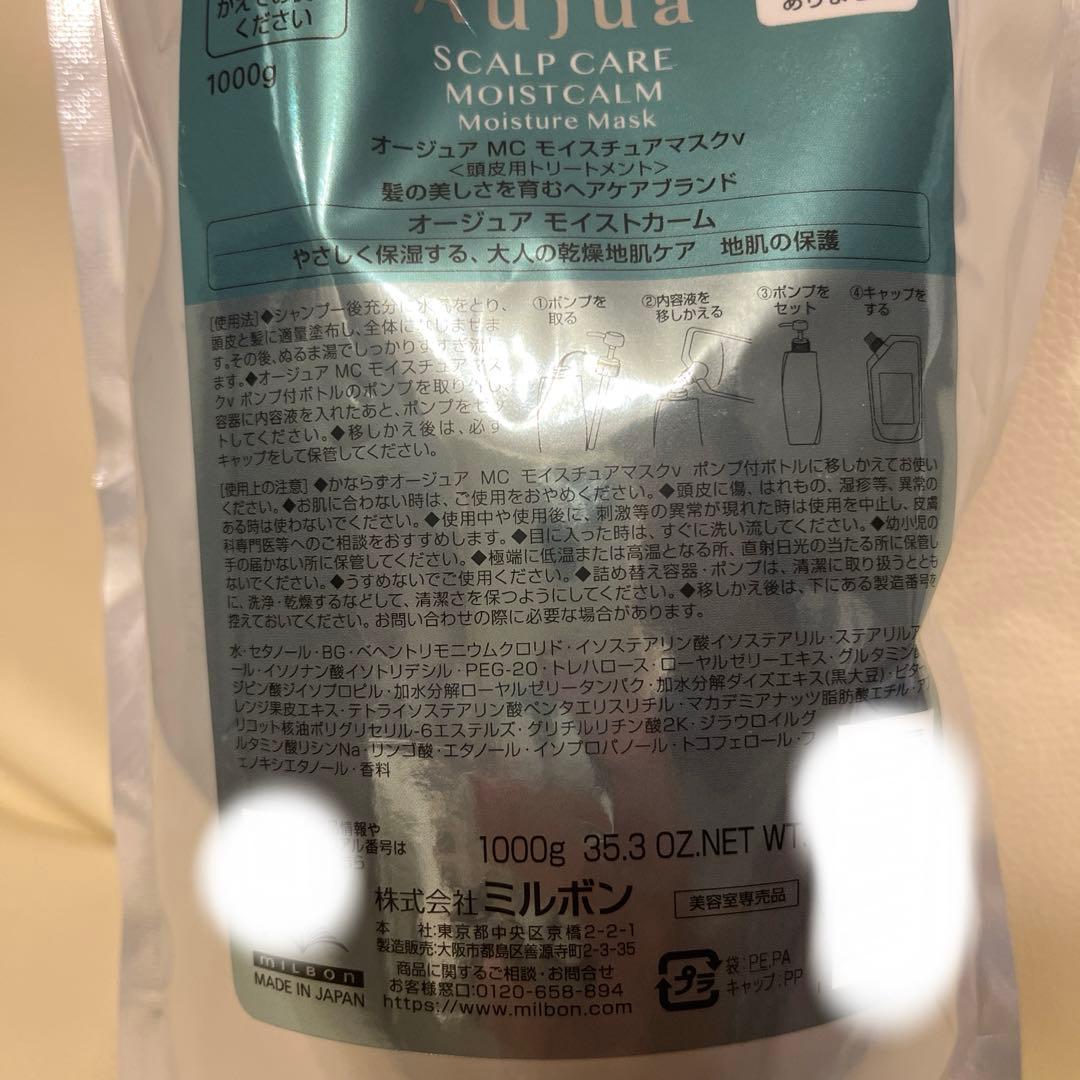 ください
1000g
Aujua
SCALP CARE
MOISTCALM
Moisture Mask
オージュア MC モイスチュアマスクv
<頭皮用トリートメント>
髪の美しさを育むヘアケアブランド
オージュア モイストカーム
やさしく保湿する、大人の乾燥地肌ケア 地肌の保護
[使用法]◆シャンプー後充分に水気をとり、
頭皮と髪に適量塗布し、全体になじませま
す。その後、ぬるま湯でしっかりすすぎ流し
ます。◆オージュア MC モイスチュアマス
クv ポンプ付ボトルのポンプを取り外し、
容器に内容液を入れたあと、ポンプをセッ
トしてください。◆移しかえ後は、必ず
キャップをして保管してください。
①ポンプを
取る
②内容液を
移しかえる
③ポンプを
セット
④キャップを
する
[使用上の注意]◆かならずオージュア MC モイスチュアマスクv ポンプ付ボトルに移しかえてお使い
ください。◆お肌に合わない時は、ご使用をおやめください。◆頭皮に傷、はれもの、湿疹等、異常の
ある時は使わないでください。◆使用中や使用後に、刺激等の異常が現れた時は使用を中止し、皮膚
科専門医等へのご相談をおすすめします。◆目に入った時は、すぐに洗い流してください。◆幼小児の
手の届かない所に保管してください。◆極端に低温または高温となる所、直射日光の当たる所に保管し
ないでください。◆うすめないでご使用ください。◆詰め替え容器・ポンプは、清潔に取り扱うととも
に、洗浄・乾燥するなどして、清潔さを保つようにしてください。◆移しかえ後は、下にある製造番号を
控えておいてください。お問い合わせの際に必要な場合があります。
水・セタノール・BG・ベヘントリモニウムクロリド・イソステアリン酸イソステアリル・ステアリルア
ール・イソノナン酸イソトリデシル・PEG-20・トレハロース・ローヤルゼリーエキス・グルタミン酸
ジピン酸ジイソプロピル・加水分解ローヤルゼリータンパク・加水分解ダイズエキス(黒大豆)・ビター
レンジ果皮エキス・テトライソステアリン酸ペンタエリスリチル・マカデミアナッツ脂肪酸エチル・ア
リコット核油ポリグリセリル-6エステルズ・グリチルリチン酸2K・ジラウロイルグ
ルタミン酸リシンNa・リンゴ酸・エタノール・イソプロパノール・トコフェロール・フ
ェノキシエタノール・香料
情報や
番号は
1000g 35.3 OZ.NET WT.
株式会社 ミルボン
美容室専売品
本 社:東京都中央区京橋2-2-1
製造販売:大阪市都島区善源寺町2-3-35
商品に関するご相談・お問合せ
お客様窓口:0120-658-894
https://www.milbon.com
milbon
MADE IN JAPAN
プラ
袋:PE,PA
キャップ:PP